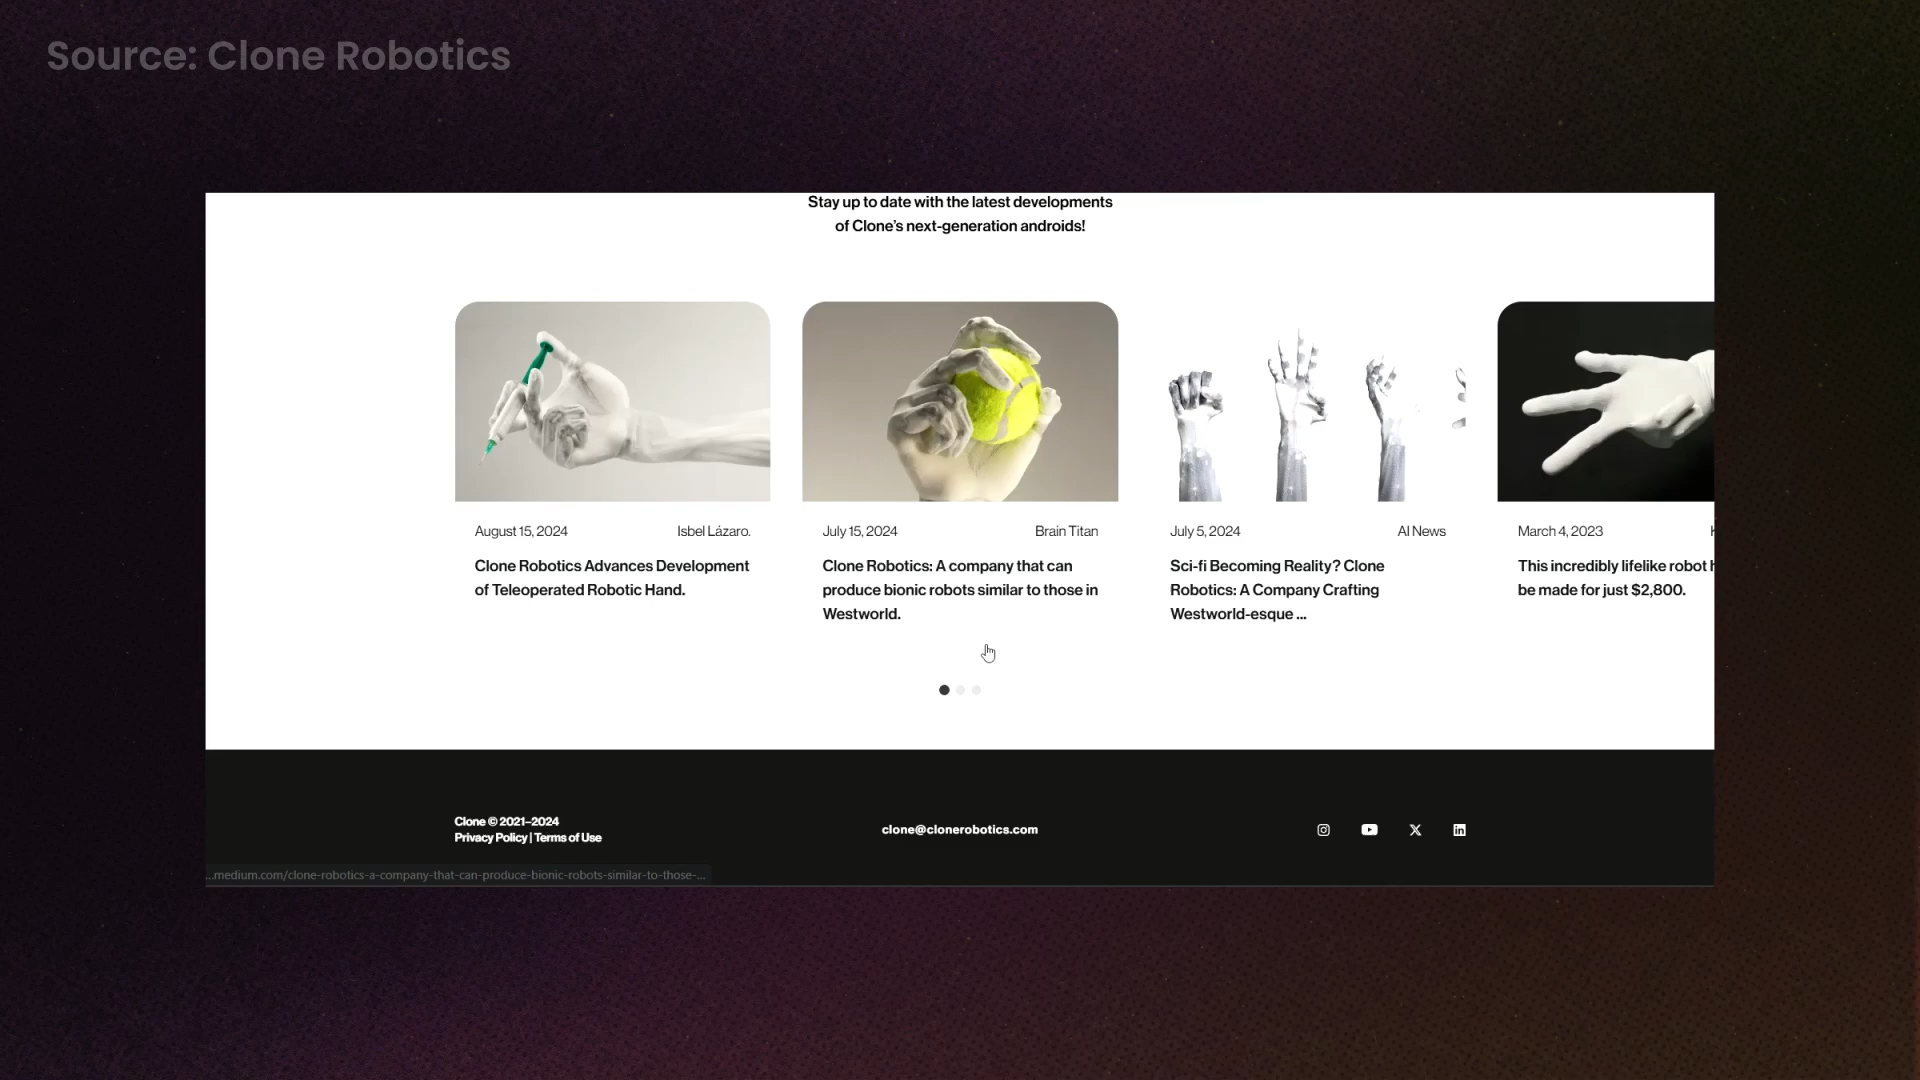 Source: Clone Robotics
Stay up to date with the latest developments
of Clone’s next-generation androids!
August 15, 2024
Isbel Lázaro.
Clone Robotics Advances Development
of Teleoperated Robotic Hand.
July 15, 2024
Brain Titan
Clone Robotics: A company that can
produce bionic robots similar to those in
Westworld.
July 5, 2024
AI News
Sci-fi Becoming Reality? Clone
Robotics: A Company Crafting
Westworld-esque ...
March 4, 2023
This incredibly lifelike robot
be made for just $2,800.
Clone © 2021–2024
Privacy Policy | Terms of Use
clone@clonerobotics.com
...medium.com/clone-robotics-a-company-that-can-produce-bionic-robots-similar-to-those-...